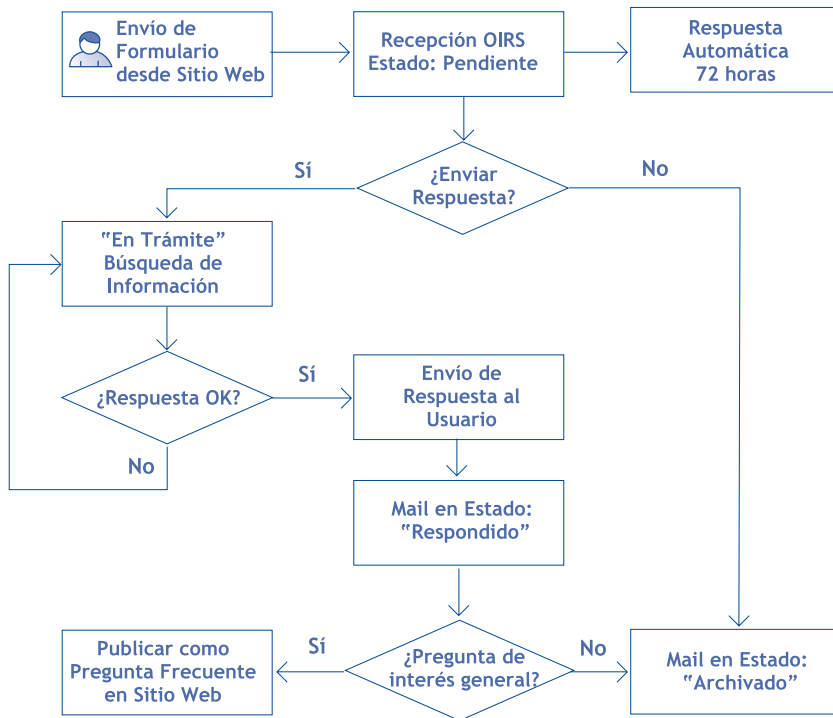 Envío de
Formulario
desde Sitio Web
Recepción OIRS
Estado: Pendiente
Respuesta
Automática
72 horas
Sí
¿Enviar
Respuesta?
No
“En Trámite”
Búsqueda de
Información
¿Respuesta OK?
Sí
Envío de
Respuesta al
Usuario
No
Mail en Estado:
“Respondido”
Publicar como
Pregunta Frecuente
en Sitio Web
Sí
¿Pregunta de
interés general?
No
Mail en Estado:
“Archivado”